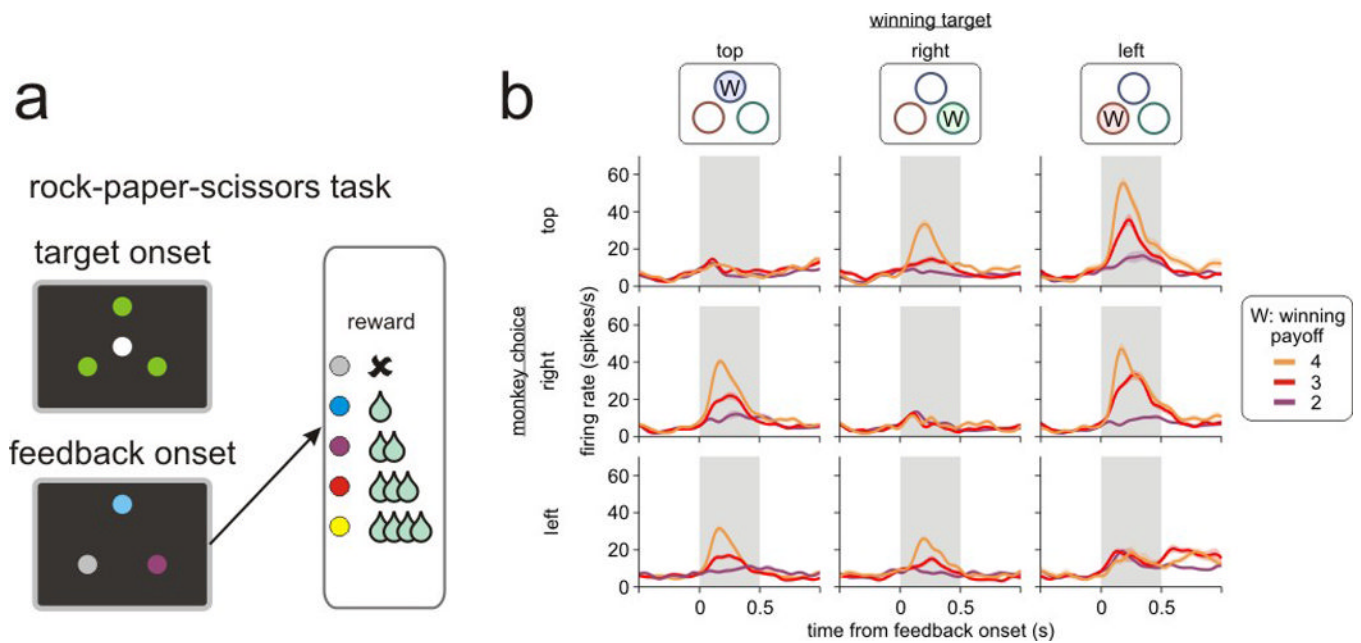 a
rock-paper-scissors task
target onset
feedback onset
reward
b
winning target
top
right
left
W
W
W
monkey choice
top
right
left
firing rate (spikes/s)
60
40
20
0
60
40
20
0
60
40
20
0
0
0.5
0
0.5
0
0.5
time from feedback onset (s)
W: winning
payoff
4
3
2